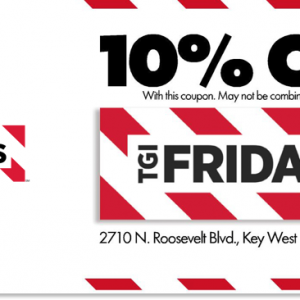 10% O
With this coupon. May not be combin
S
TGI FRIDA
2710 N. Roosevelt Blvd., Key West